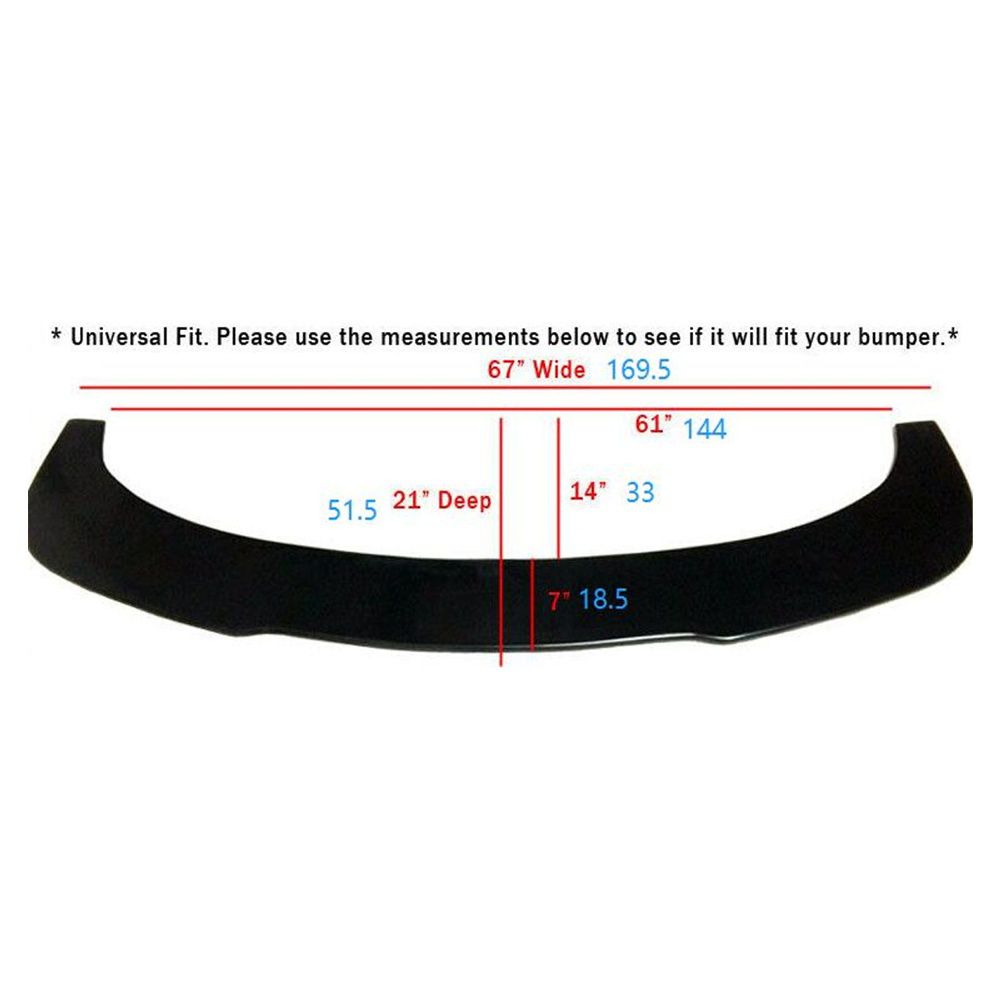 * Universal Fit. Please use the measurements below to see if it will fit your bumper.*
67” Wide 169.5
61” 144
51.5 21” Deep 14” 33
7” 18.5